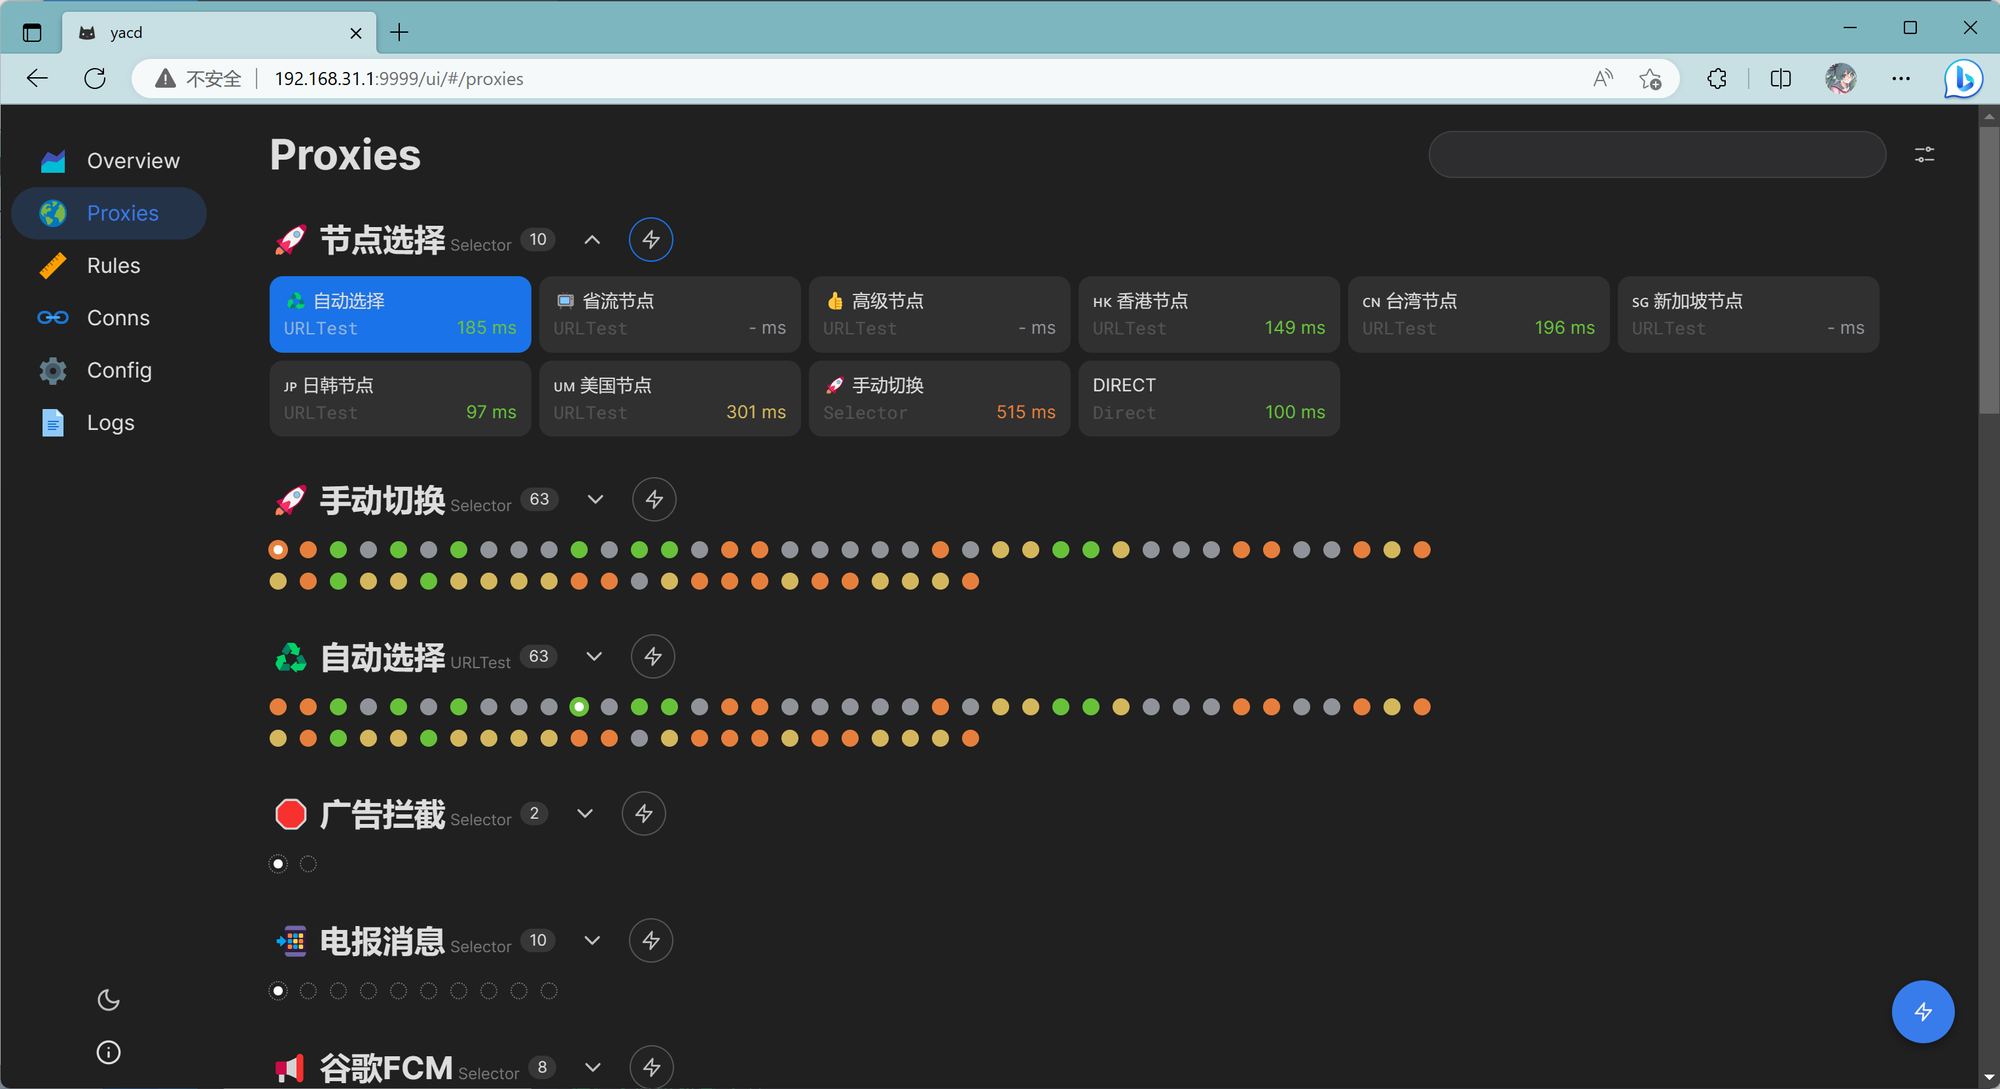 yacd
不安全 192.168.31.1:9999/ui/#/proxies
Overview
Proxies
Rules
Conns
Config
Logs
Proxies
节点选择 Selector 10
自动选择
URLTest 185 ms
省流节点
URLTest - ms
高级节点
URLTest - ms
HK 香港节点
URLTest 149 ms
CN 台湾节点
URLTest 196 ms
SG 新加坡节点
URLTest - ms
JP 日韩节点
URLTest 97 ms
UM 美国节点
URLTest 301 ms
手动切换
Selector 515 ms
DIRECT
Direct 100 ms
手动切换 Selector 63
自动选择 URLTest 63
广告拦截 Selector 2
电报消息 Selector 10
谷歌FCM Selector 8